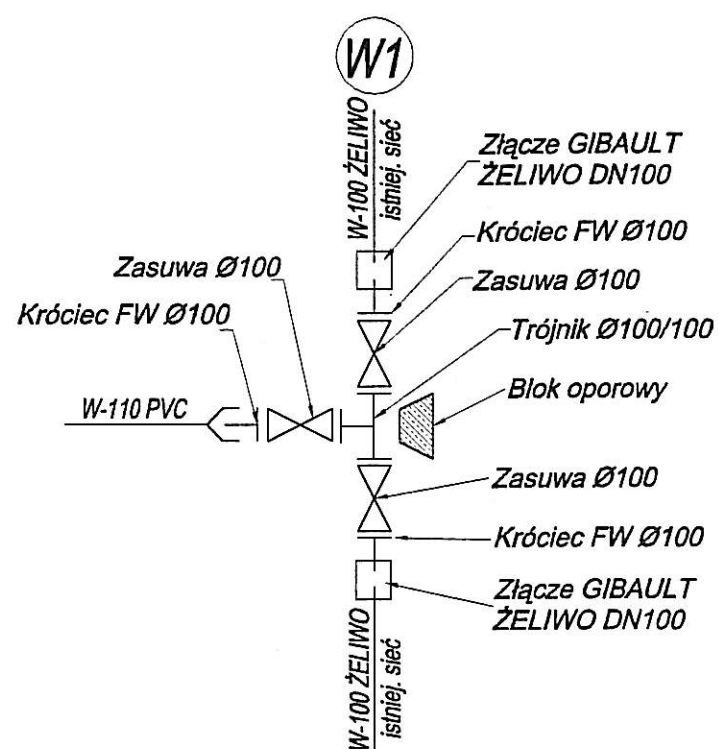 W1
W-100 ŻELIWO
istniej. sieć
Złącze GIBAULT
ŻELIWO DN100
Króciec FW Ø100
Zasuwa Ø100
Zasuwa Ø100
Króciec FW Ø100
Trójnik Ø100/100
Blok oporowy
W-110 PVC
Zasuwa Ø100
Króciec FW Ø100
Złącze GIBAULT
ŻELIWO DN100
W-100 ŻELIWO
istniej. sieć